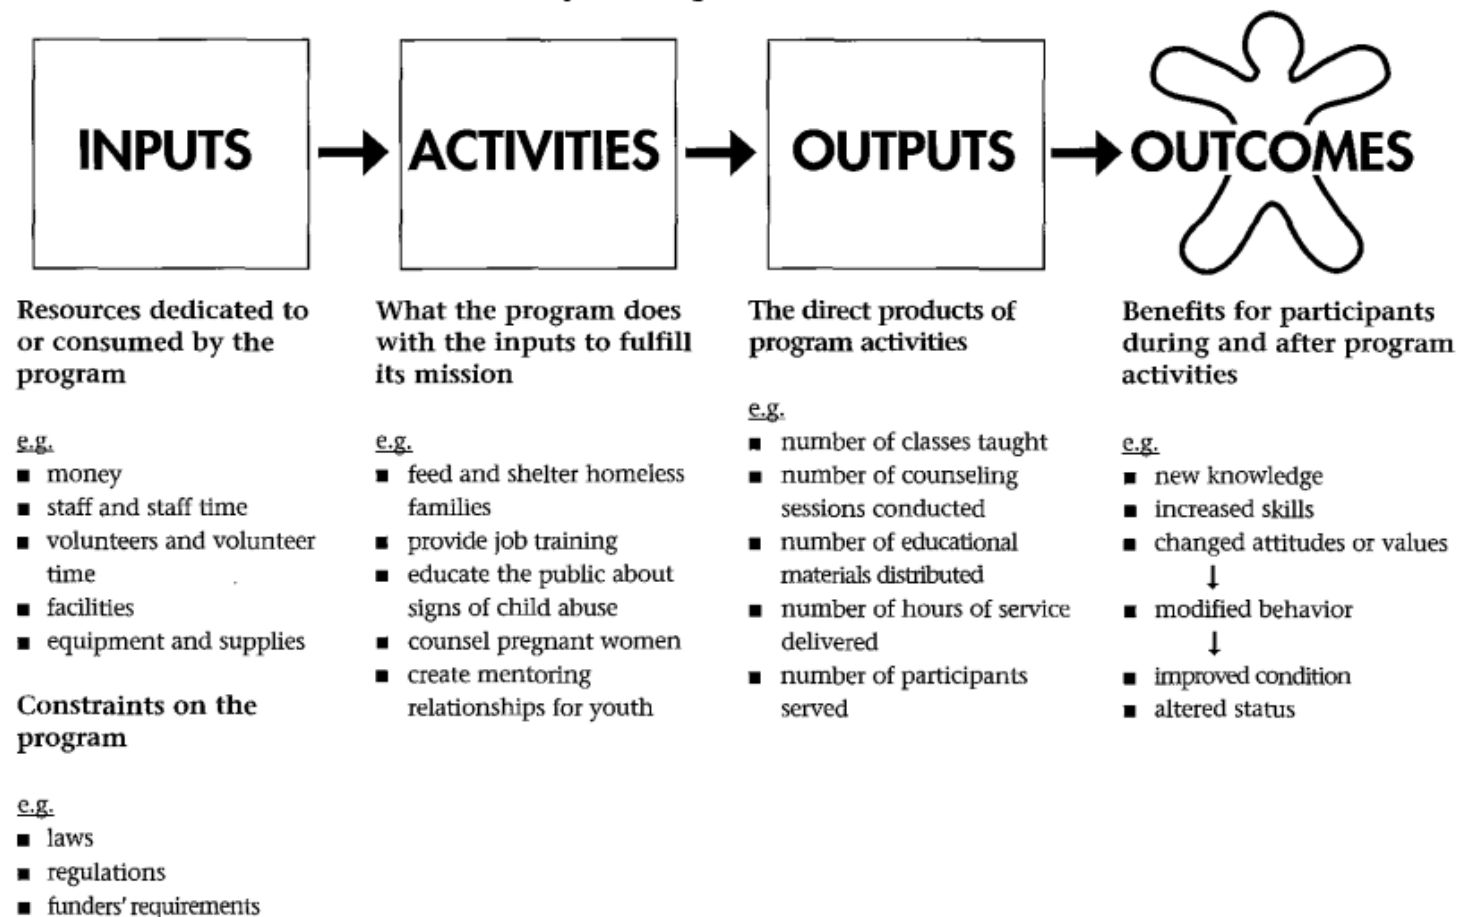 INPUTS
ACTIVITIES
OUTPUTS
OUTCOMES
Resources dedicated to
or consumed by the
program
e.g.
■ money
■ staff and staff time
■ volunteers and volunteer
time
■ facilities
■ equipment and supplies
Constraints on the
program
e.g.
■ laws
■ regulations
■ funders' requirements
What the program does
with the inputs to fulfill
its mission
e.g.
■ feed and shelter homeless
families
■ provide job training
■ educate the public about
signs of child abuse
■ counsel pregnant women
■ create mentoring
relationships for youth
The direct products of
program activities
e.g.
■ number of classes taught
■ number of counseling
sessions conducted
■ number of educational
materials distributed
■ number of hours of service
delivered
■ number of participants
served
Benefits for participants
during and after program
activities
e.g.
■ new knowledge
■ increased skills
■ changed attitudes or values
↓
■ modified behavior
↓
■ improved condition
■ altered status